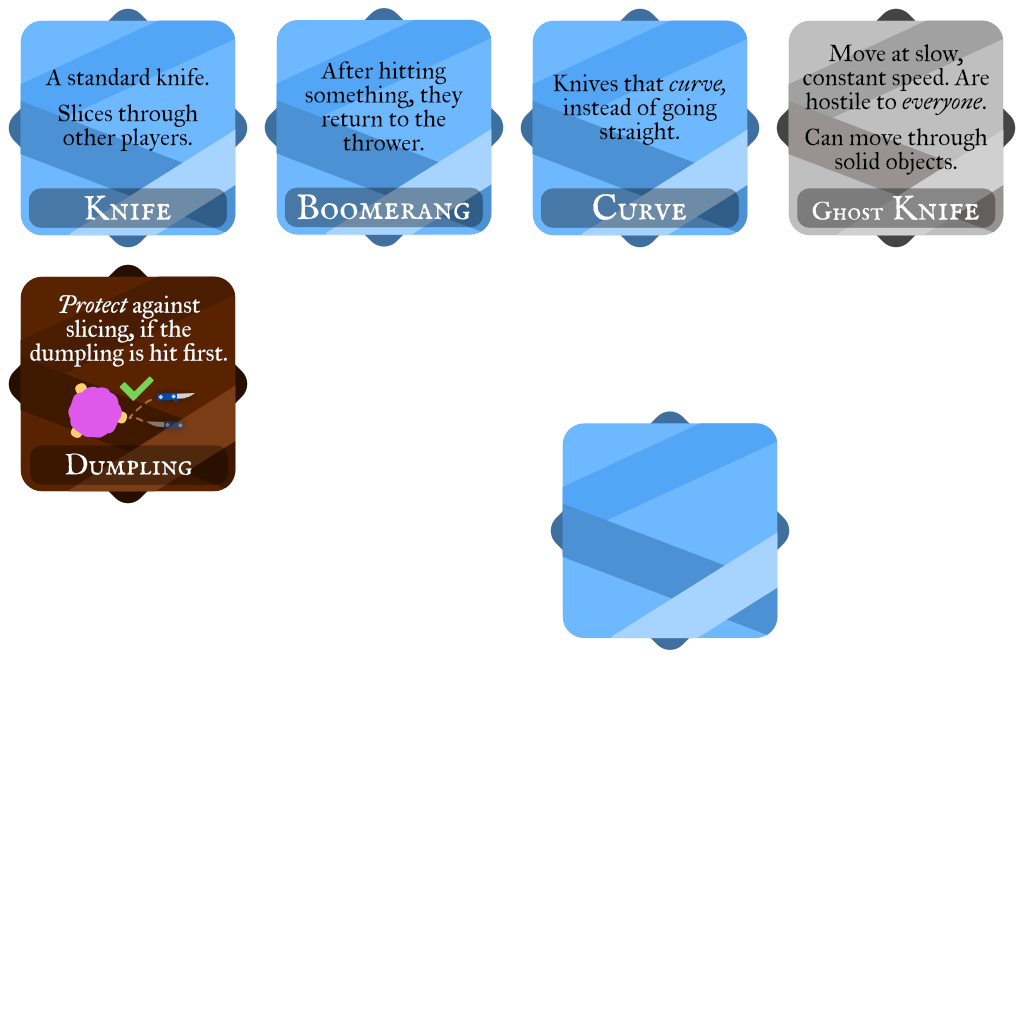 A standard knife.
Slices through
other players.
Knife
After hitting
something, they
return to the
thrower.
Boomerang
Knives that curve,
instead of going
straight.
Curve
Move at slow,
constant speed. Are
hostile to everyone.
Can move through
solid objects.
Ghost Knife
Protect against
slicing, if the
dumpling is hit first.
Dumpling